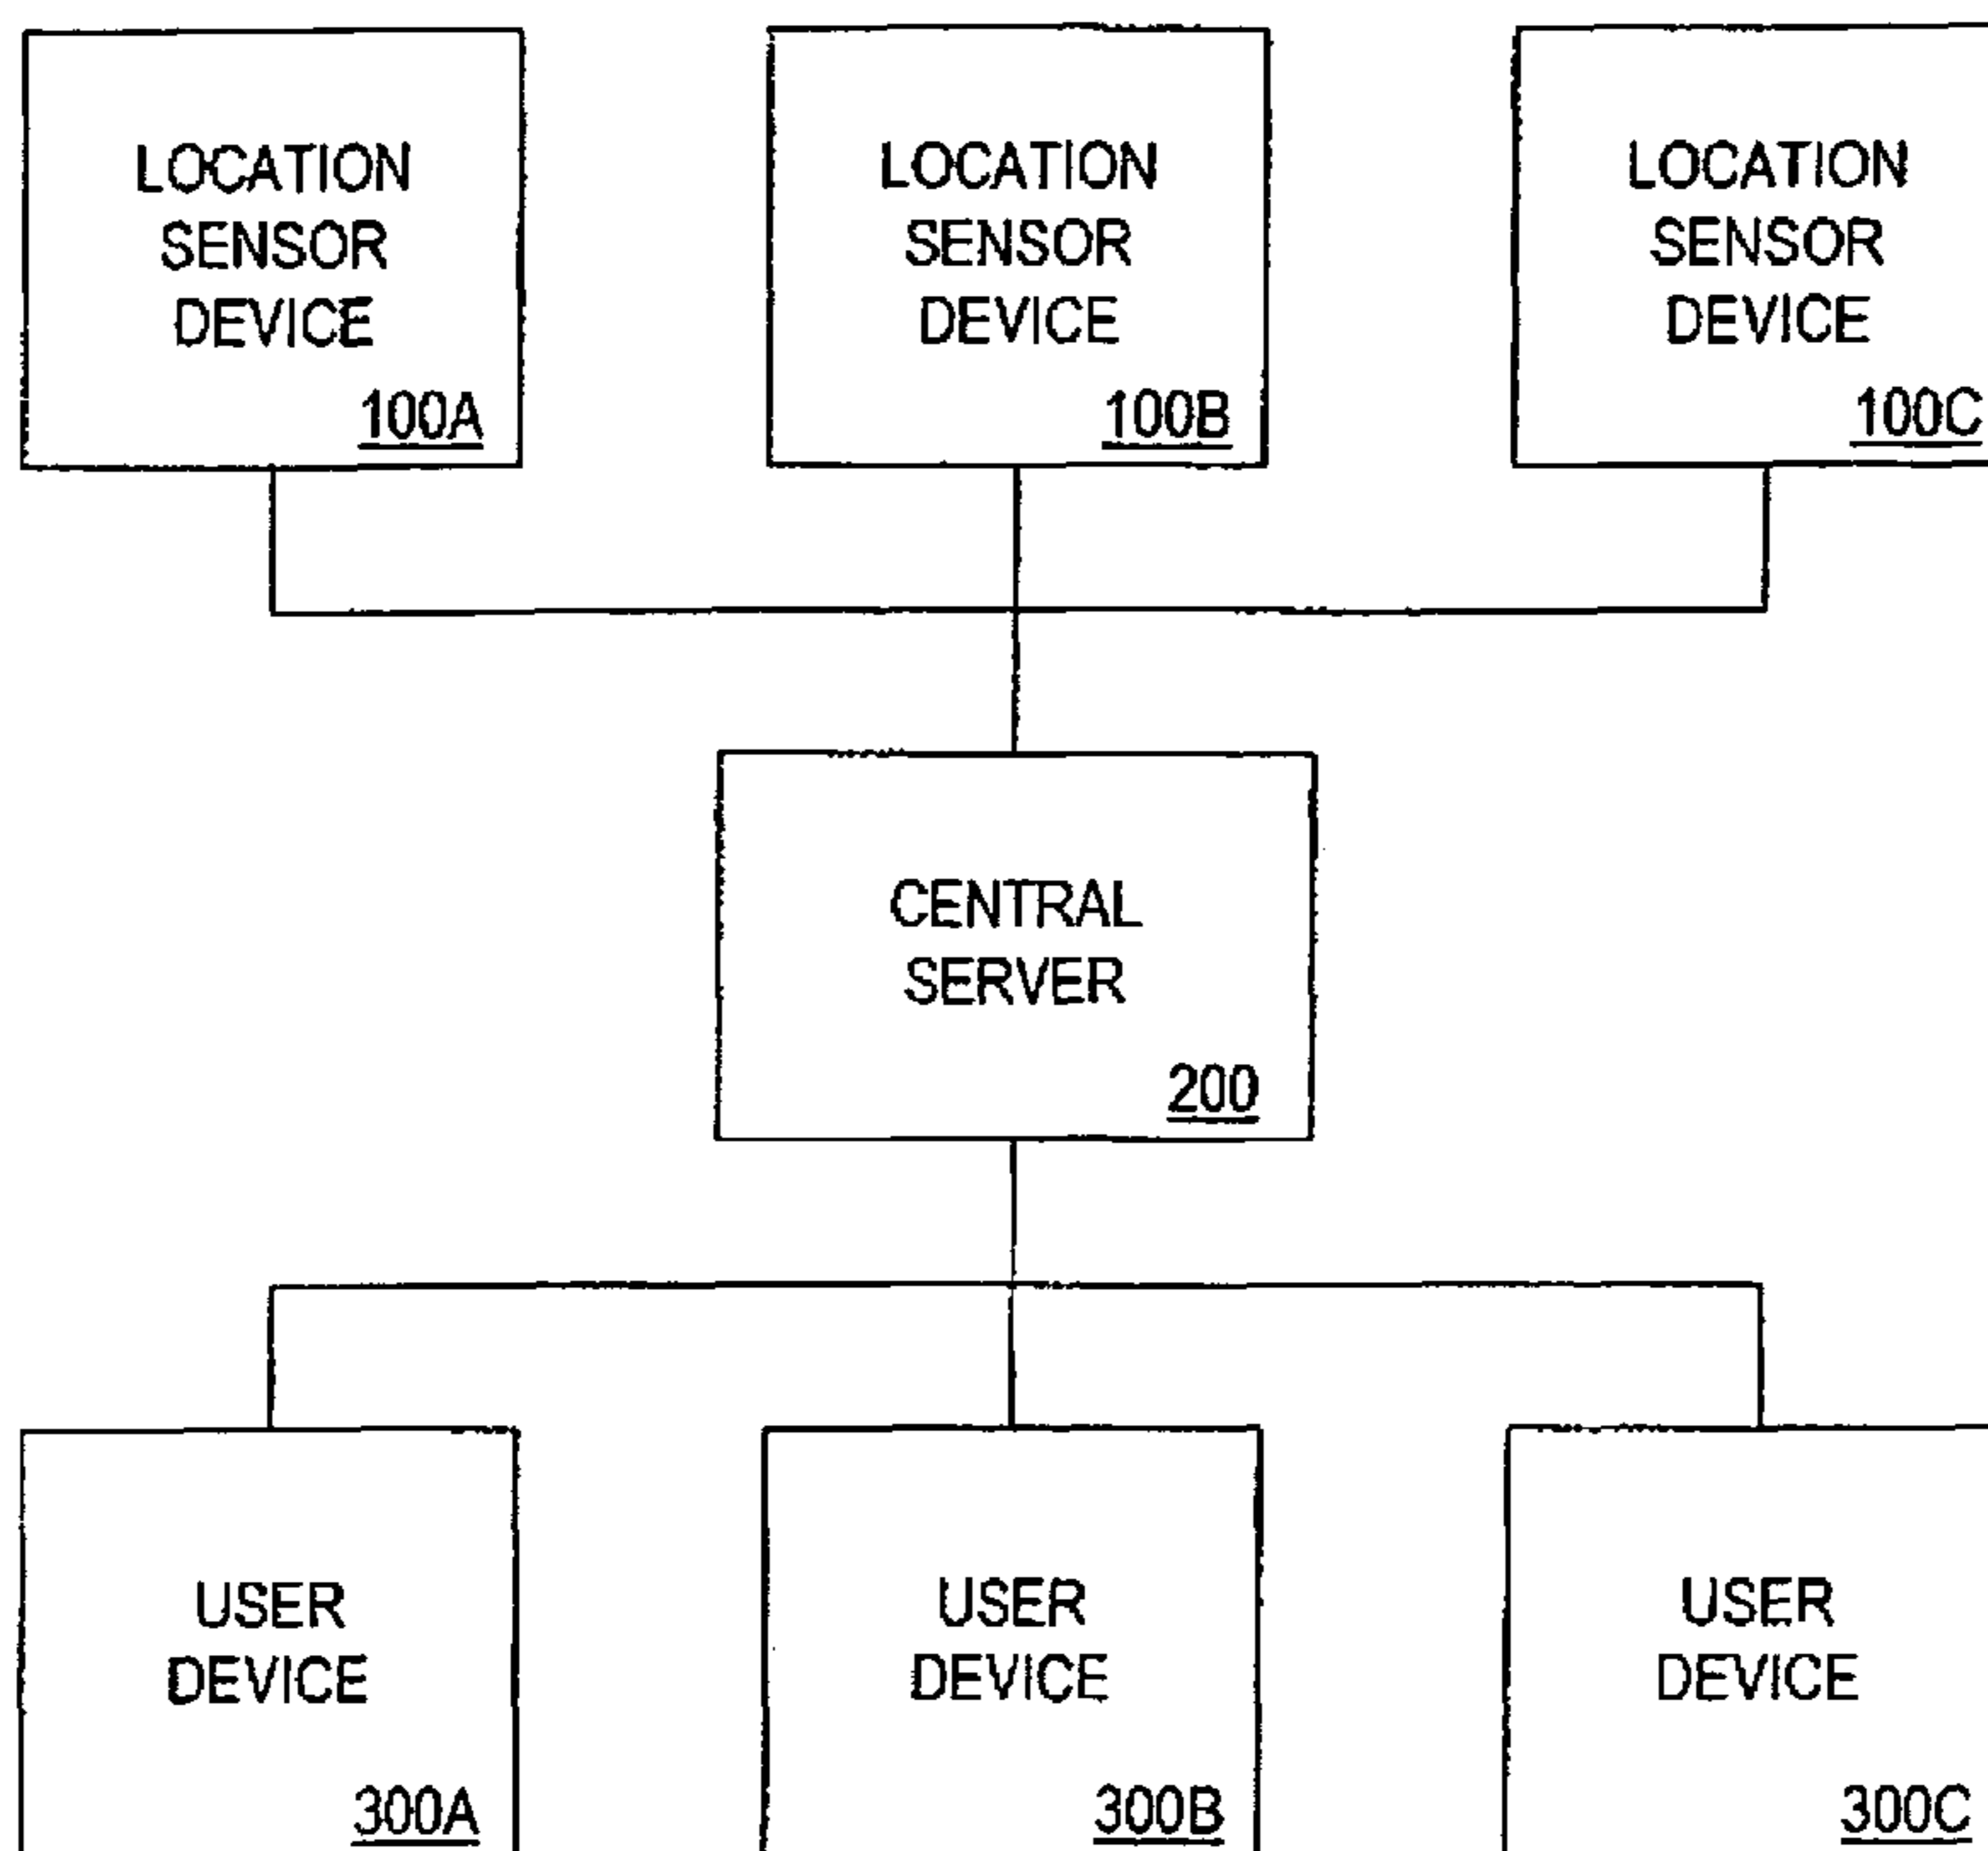 LOCATION
SENSOR
DEVICE
100A
LOCATION
SENSOR
DEVICE
100B
LOCATION
SENSOR
DEVICE
100C
CENTRAL
SERVER
200
USER
DEVICE
300A
USER
DEVICE
300B
USER
DEVICE
300C